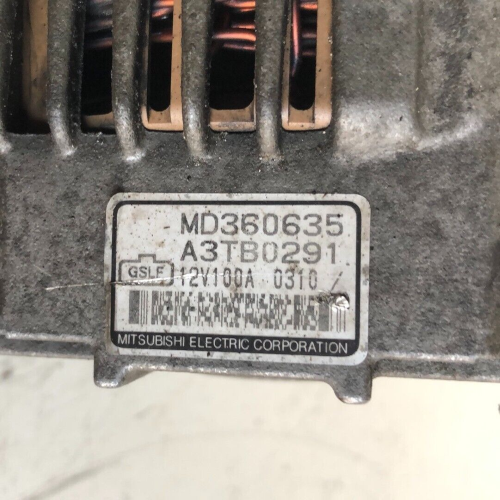 MD360635
A3TB0291
GSLF 12V100A 0310
MITSUBISHI ELECTRIC CORPORATION